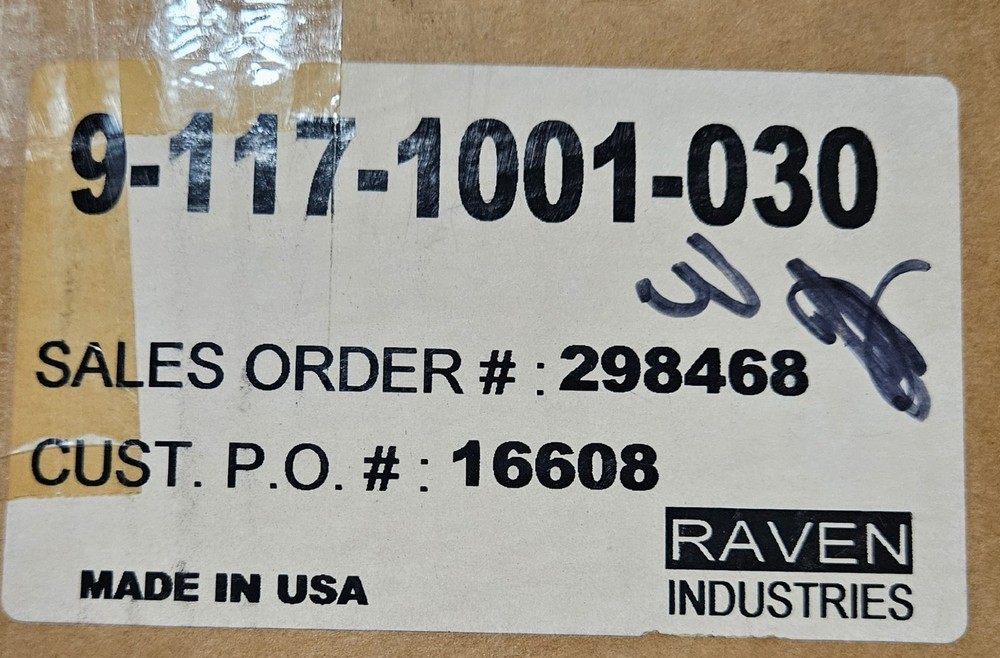 9-117-1001-030
SALES ORDER # : 298468
CUST. P.O. # : 16608
RAVEN
INDUSTRIES
MADE IN USA